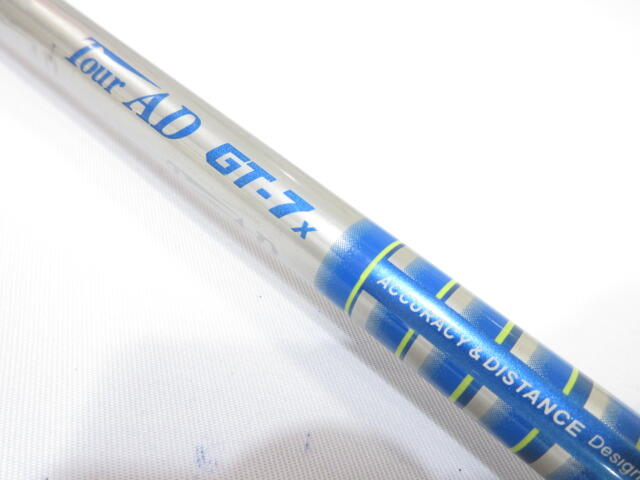 Tour AD GT-7x
ACCURACY & DISTANCE Design